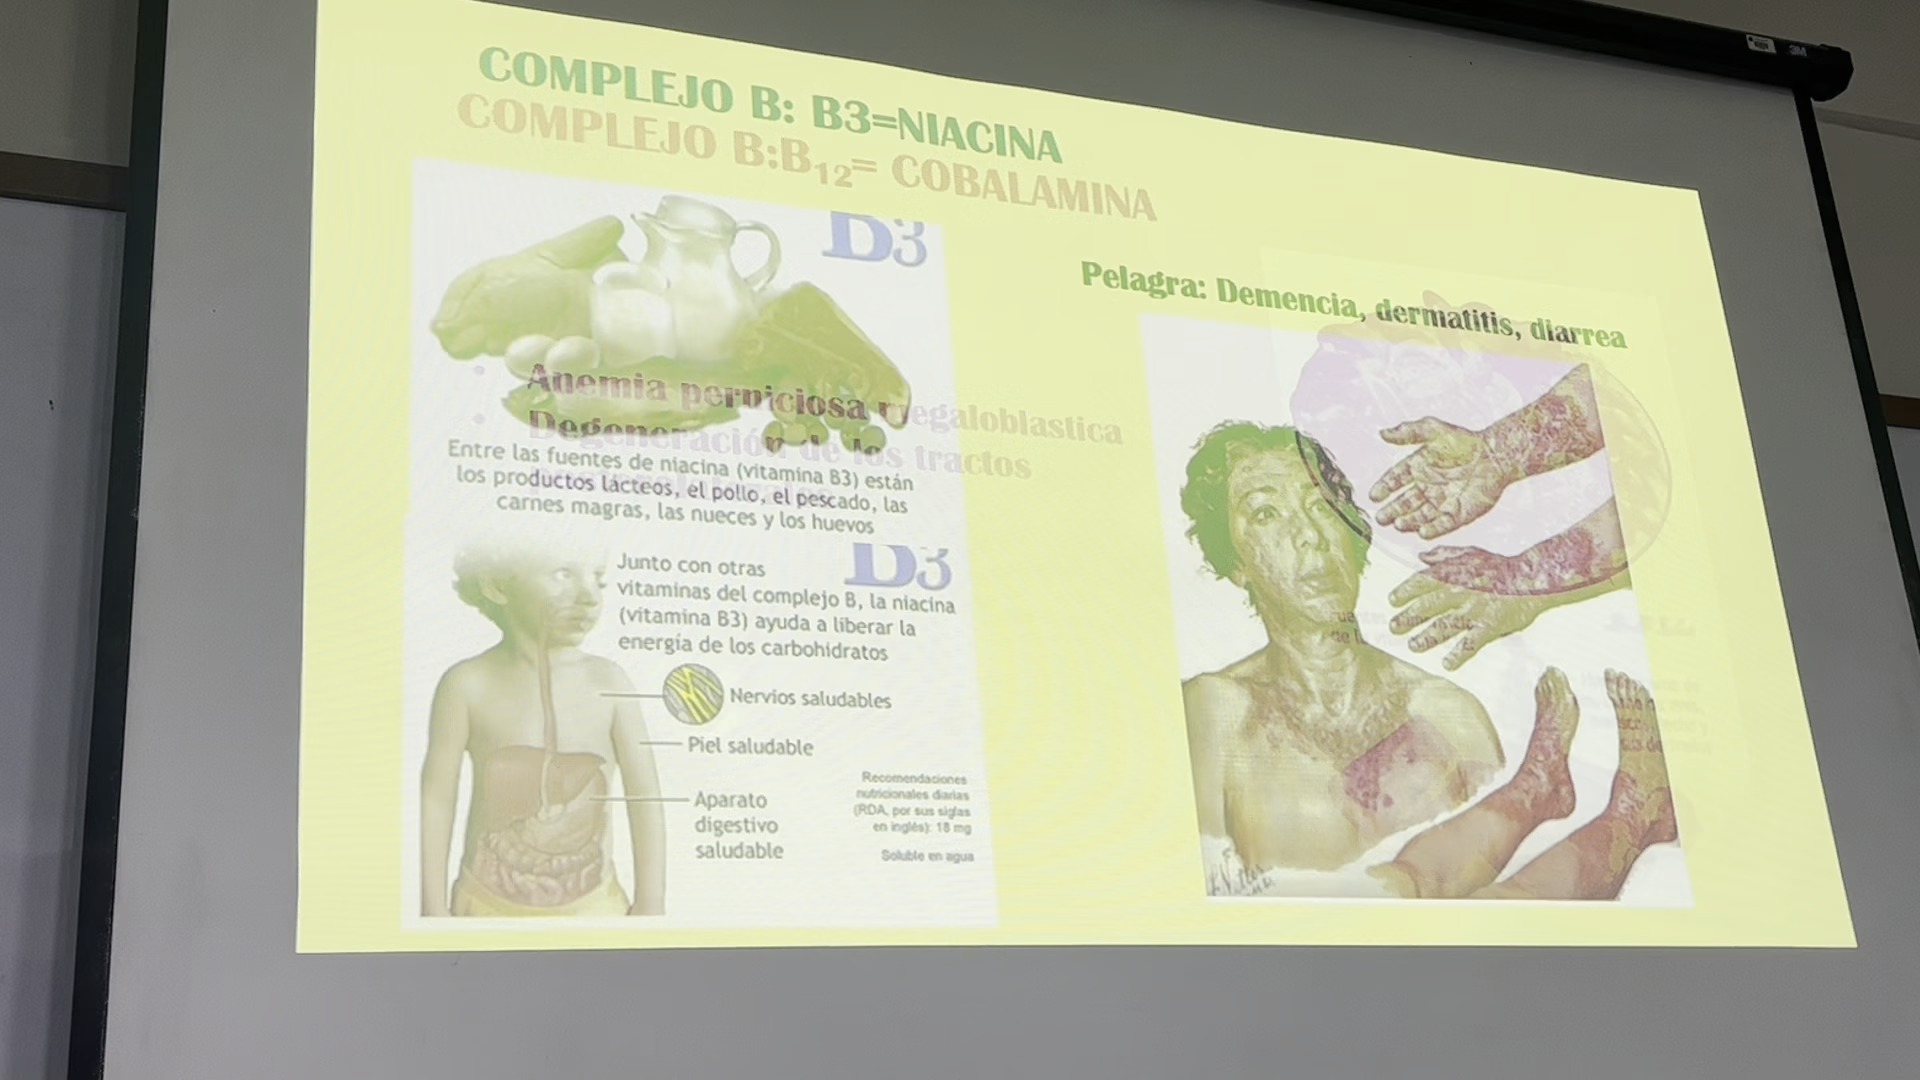 3M
COMPLEJO B: B3=NIACINA
COMPLEJO B:B₁₂= COBALAMINA
B3
Pelagra: Demencia, dermatitis, diarrea
• Anemia perniciosa megaloblastica
• Degeneración de los tractos
Entre las fuentes de niacina (vitamina B3) están
los productos lácteos, el pollo, el pescado, las
carnes magras, las nueces y los huevos
B3
Junto con otras
vitaminas del complejo B, la niacina
(vitamina B3) ayuda a liberar la
energía de los carbohidratos
Nervios saludables
Piel saludable
Aparato
digestivo
saludable
Recomendaciones
nutricionales diarias
(RDA, por sus siglas
en inglés): 18 mg
Soluble en agua